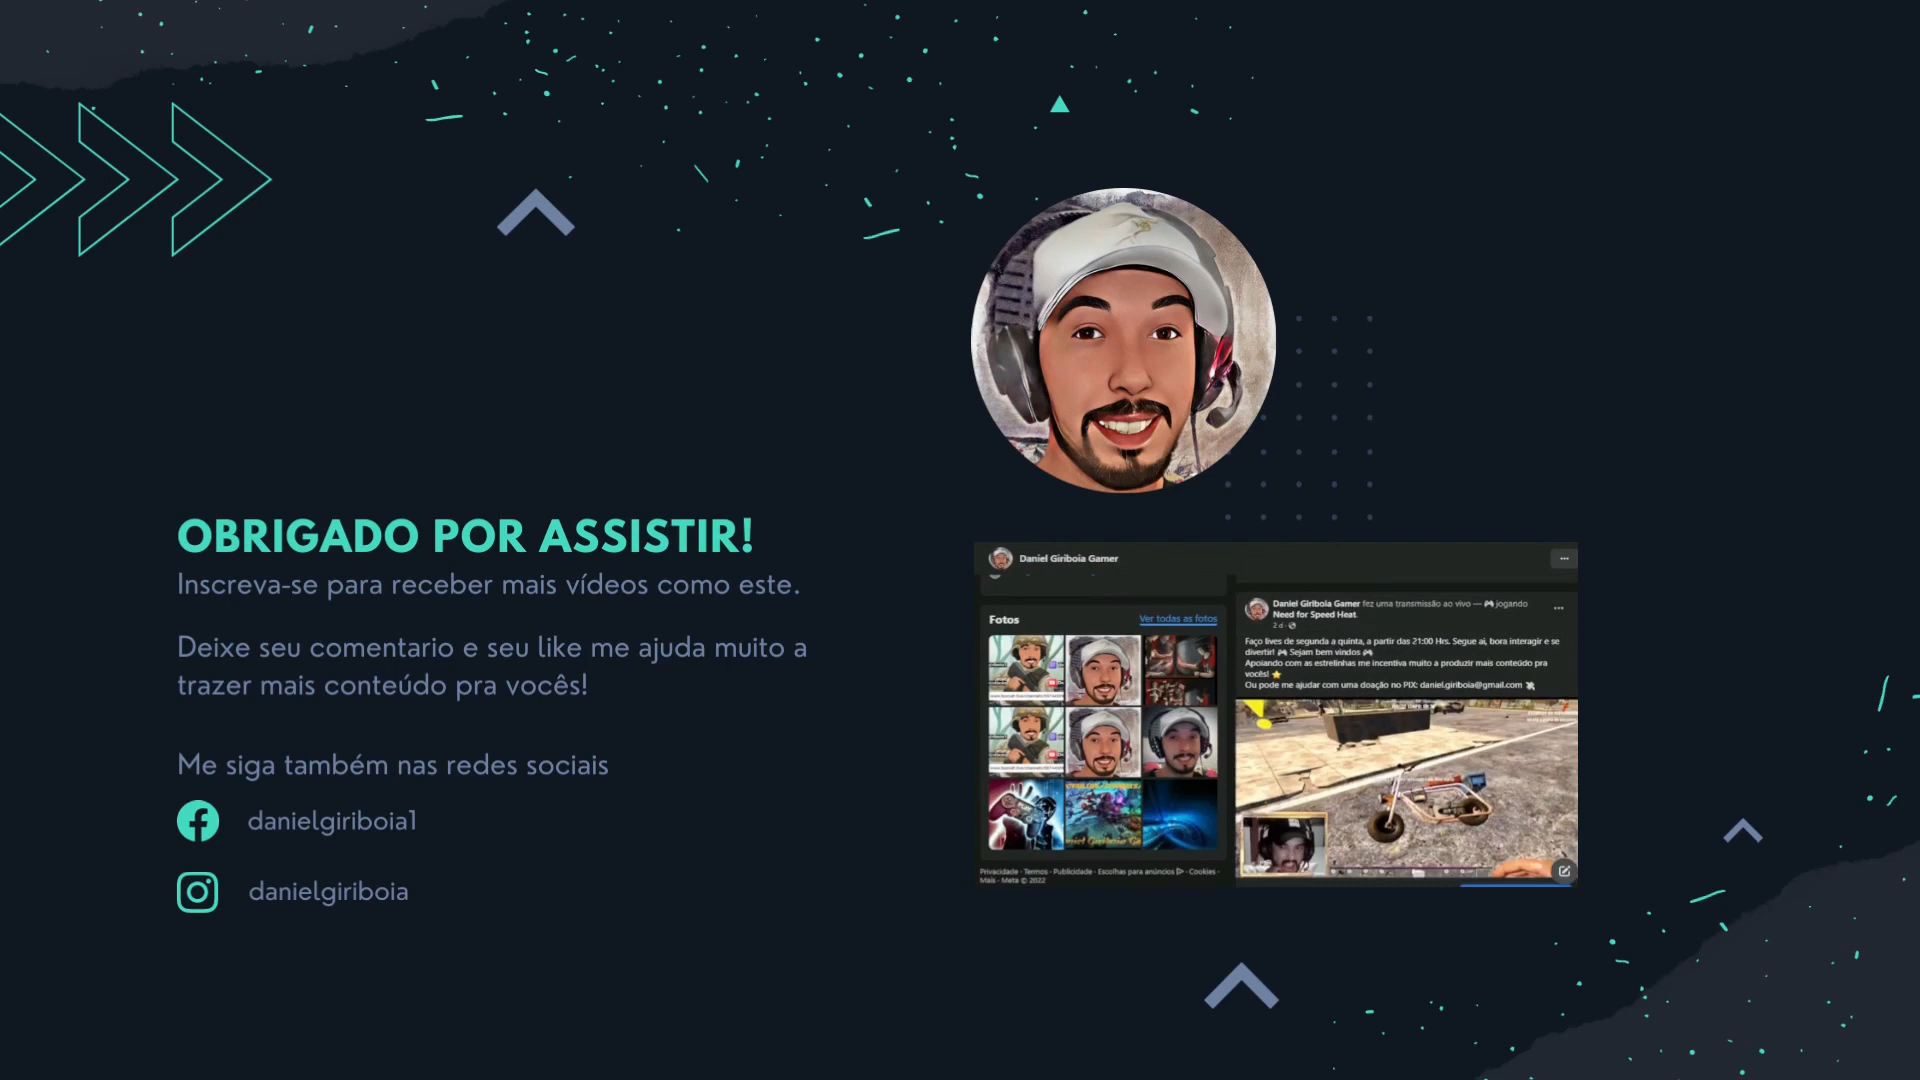 OBRIGADO POR ASSISTIR!
Inscreva-se para receber mais vídeos como este.
Deixe seu comentario e seu like me ajuda muito a
trazer mais conteúdo pra vocês!
Me siga também nas redes sociais
danielgiriboia1
danielgiriboia
Daniel Giriboia Gamer
Fotos
Ver todas as fotos
Privacidade · Termos · Publicidade · Escolhas para anúncios · Cookies ·
Mais · Meta © 2022
Daniel Giriboia Gamer fez uma transmissão ao vivo — 🎮 jogando
Need for Speed Heat.
2 d ·
Faço lives de segunda a quinta, a partir das 21:00 Hrs. Segue ai, bora interagir e se
divertir! 🎮 Sejam bem vindos 🎮
Apoiando com as estrelinhas me incentiva muito a produzir mais conteúdo pra
vocês! ⭐
Ou pode me ajudar com uma doação no PIX: daniel.giriboia@gmail.com 💸